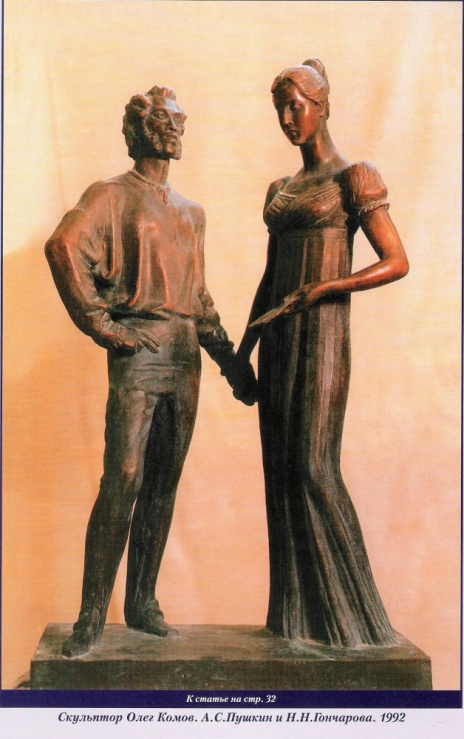 К статье на стр. 32
Скульптор Олег Комов. А.С.Пушкин и Н.Н.Гончарова. 1992